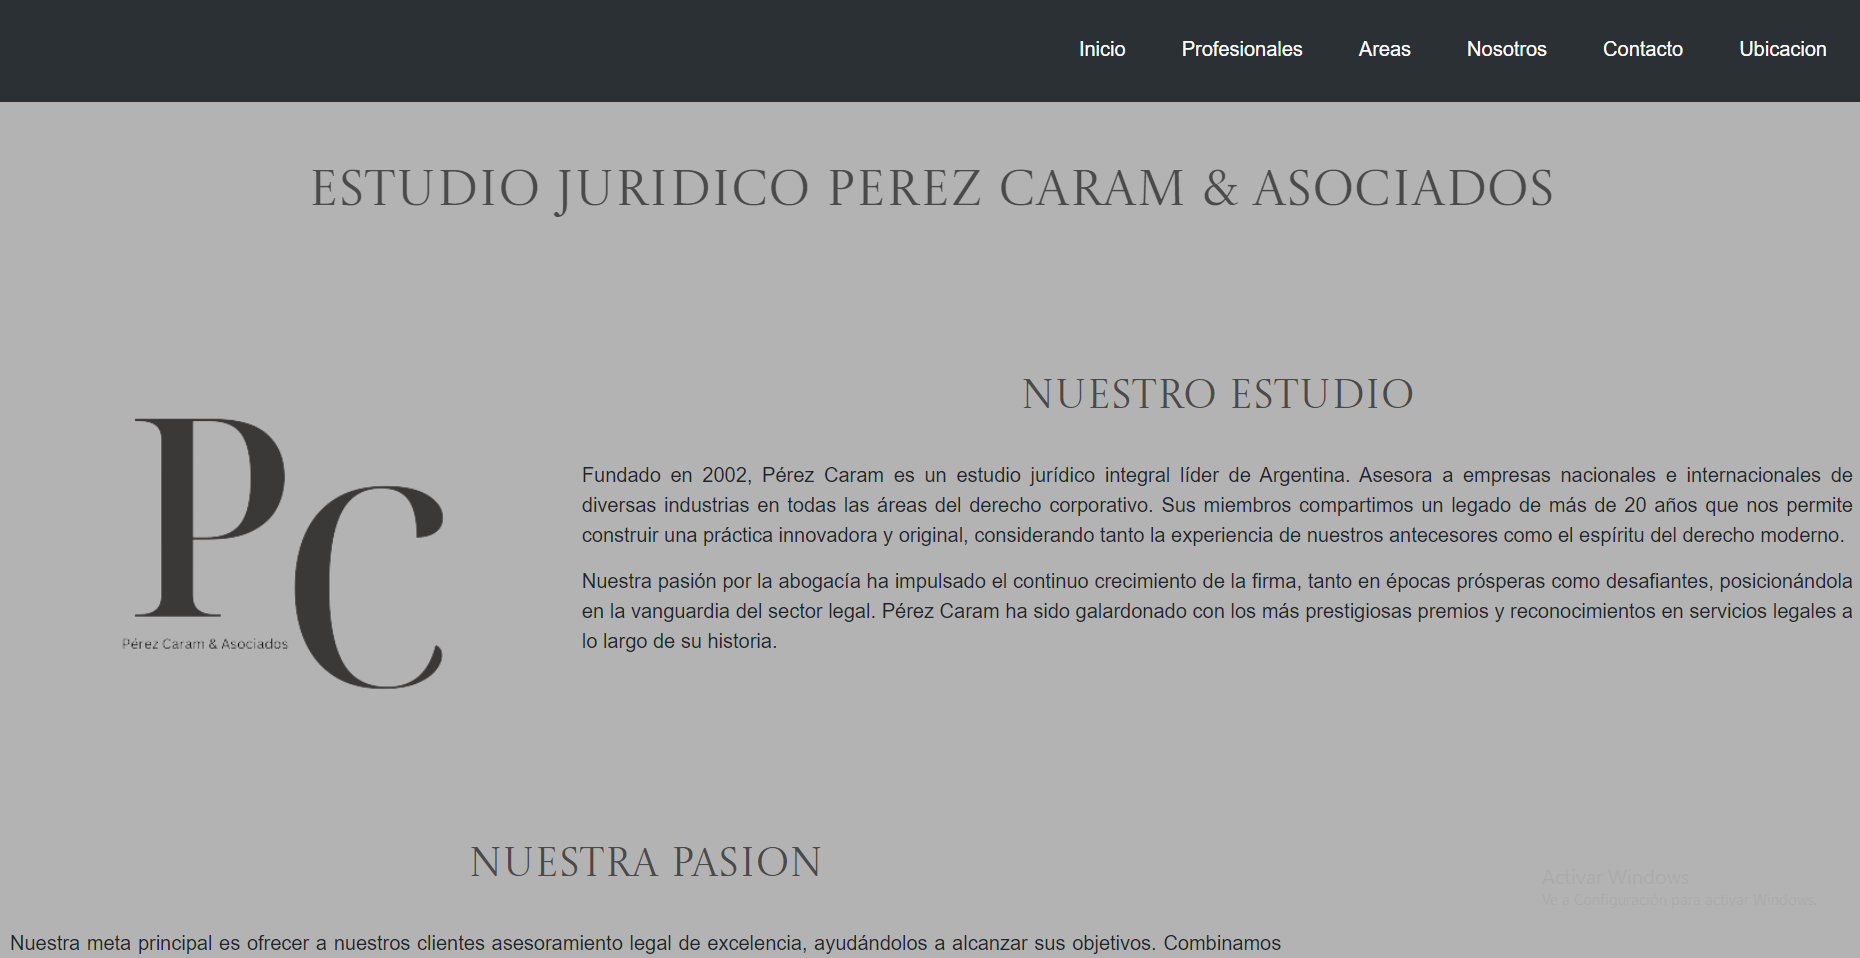 Inicio Profesionales Areas Nosotros Contacto Ubicacion
ESTUDIO JURIDICO PEREZ CARAM & ASOCIADOS
PC
Pérez Caram & Asociados
NUESTRO ESTUDIO
Fundado en 2002, Pérez Caram es un estudio jurídico integral líder de Argentina. Asesora a empresas nacionales e internacionales de
diversas industrias en todas las áreas del derecho corporativo. Sus miembros compartimos un legado de más de 20 años que nos permite
construir una práctica innovadora y original, considerando tanto la experiencia de nuestros antecesores como el espíritu del derecho moderno.
Nuestra pasión por la abogacía ha impulsado el continuo crecimiento de la firma, tanto en épocas prósperas como desafiantes, posicionándola
en la vanguardia del sector legal. Pérez Caram ha sido galardonado con los más prestigiosas premios y reconocimientos en servicios legales a
lo largo de su historia.
NUESTRA PASION
Nuestra meta principal es ofrecer a nuestros clientes asesoramiento legal de excelencia, ayudándolos a alcanzar sus objetivos. Combinamos
Activar Windows
Ve a Configuración para activar Windows.